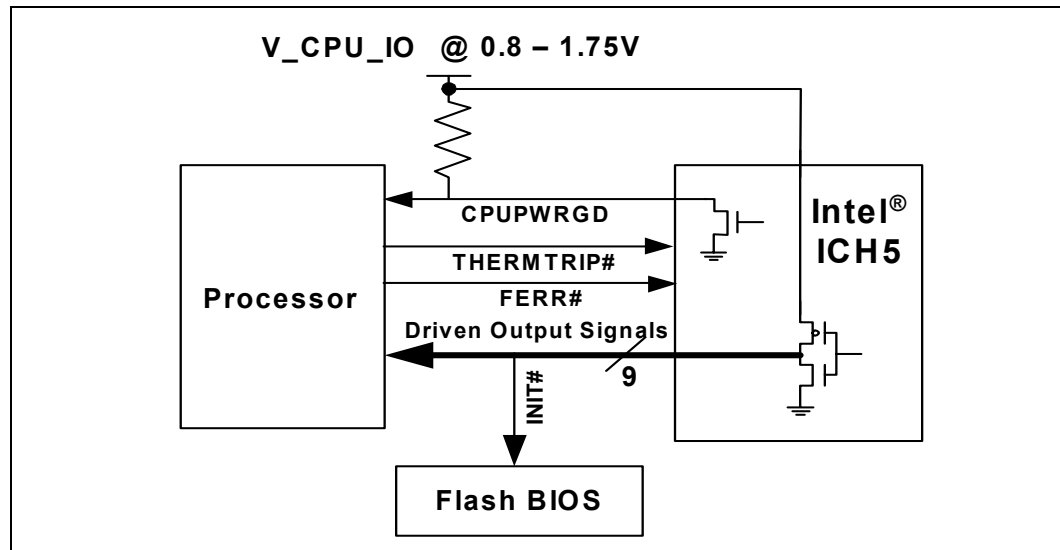 V_CPU_IO @ 0.8 – 1.75V
CPUPWRGD
Intel®
ICH5
THERMTRIP#
Processor
FERR#
Driven Output Signals
9
INIT#
Flash BIOS